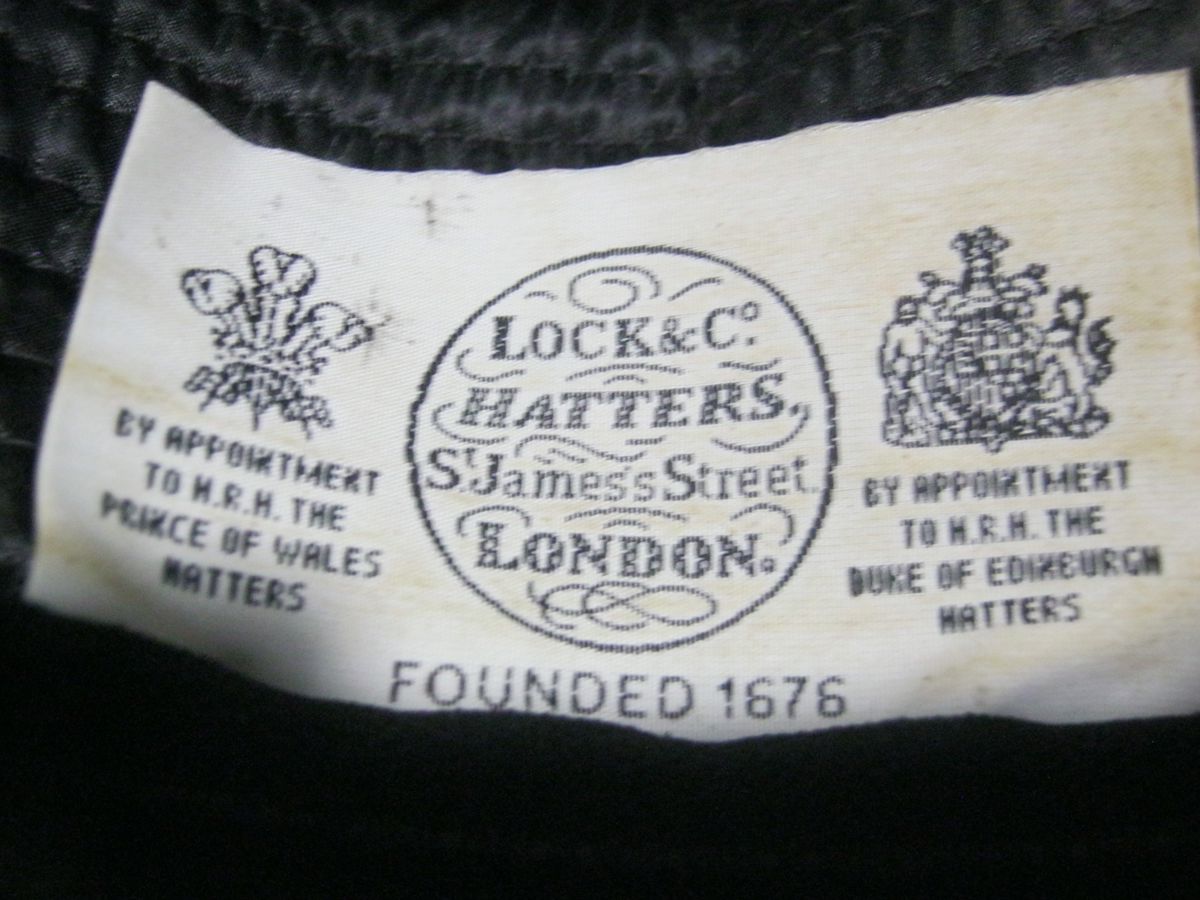 BY APPOINTMENT
TO H.R.H. THE
PRINCE OF WALES
HATTERS
LOCK & Co.
HATTERS,
St. James's Street.
LONDON.
BY APPOINTMENT
TO H.R.H. THE
DUKE OF EDINBURGH
HATTERS
FOUNDED 1676